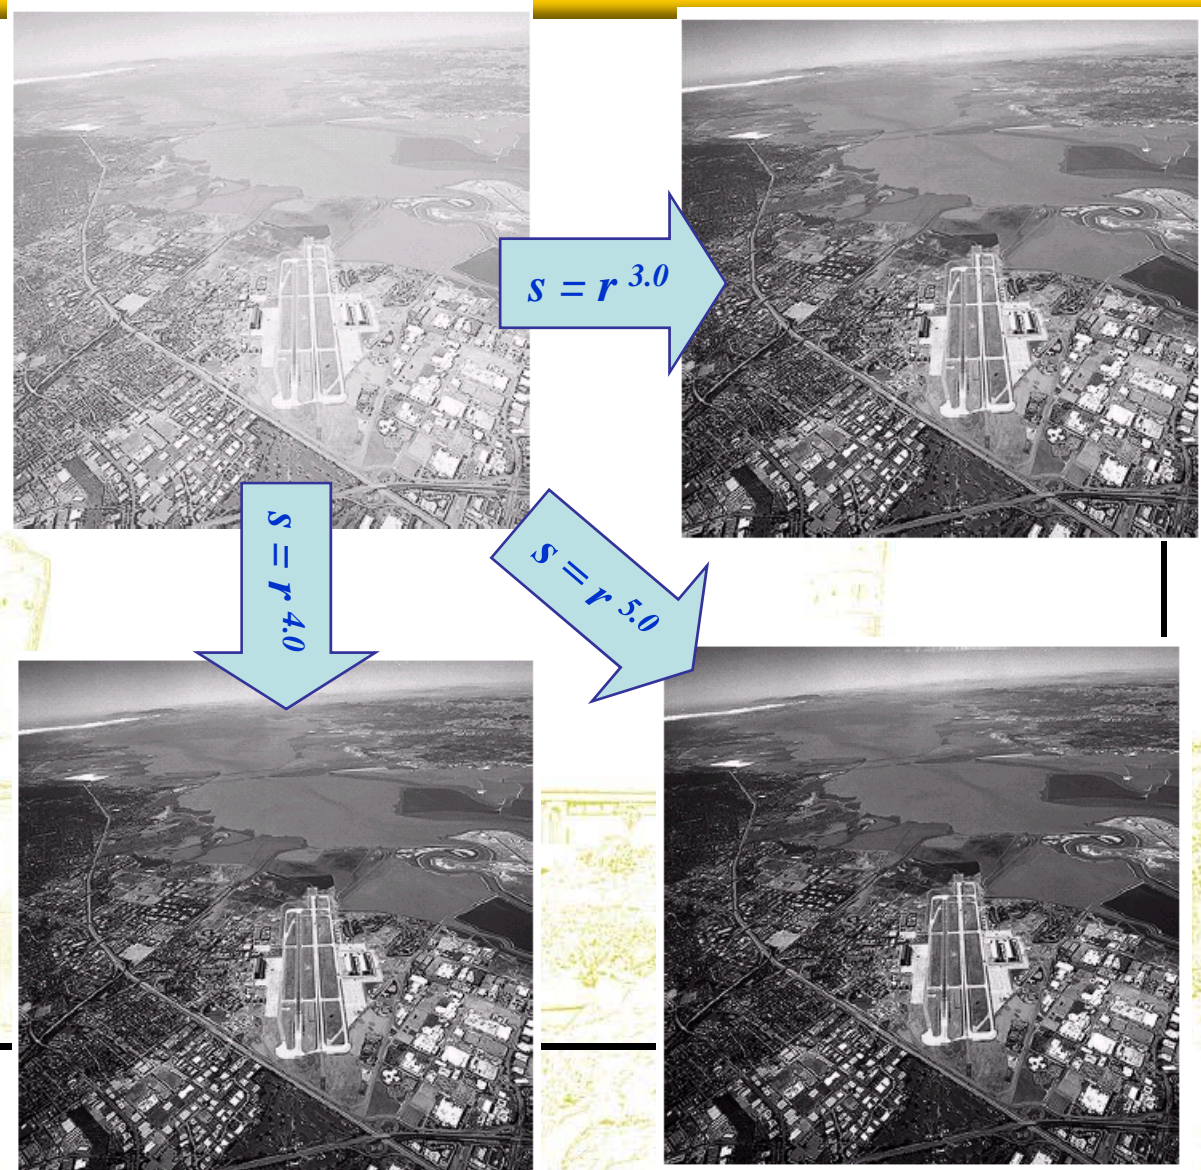 s = r 3.0
s = r 4.0
s = r 5.0